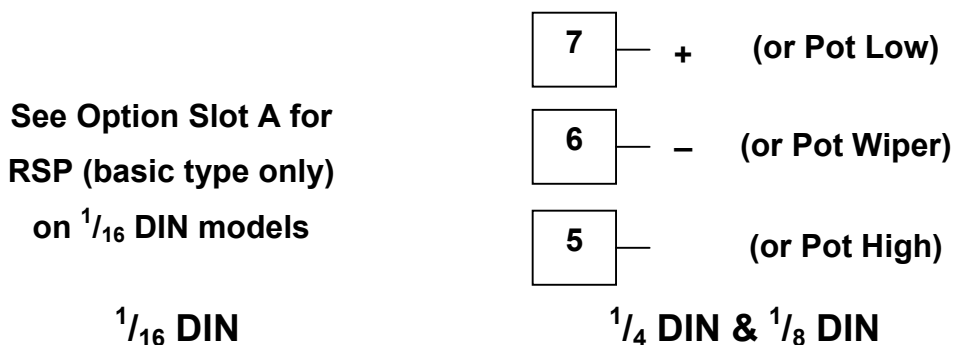 See Option Slot A for
RSP (basic type only)
on 1/16 DIN models
1/16 DIN
7 + (or Pot Low)
6 – (or Pot Wiper)
5 (or Pot High)
1/4 DIN & 1/8 DIN